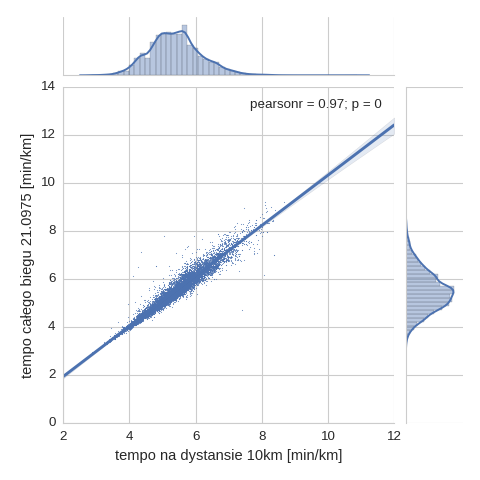 pearsonr = 0.97; p = 0
14
12
10
8
6
4
2
0
tempo całego biegu 21.0975 [min/km]
2 4 6 8 10 12
tempo na dystansie 10km [min/km]